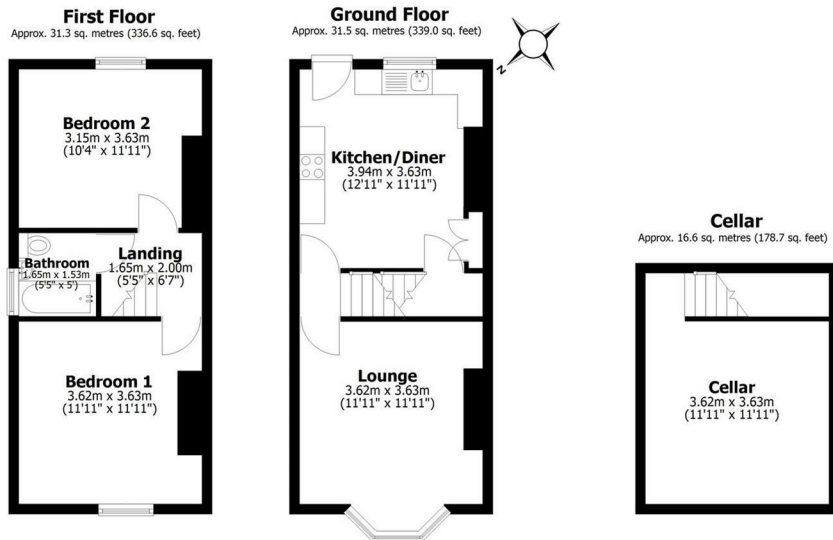 First Floor
Approx. 31.3 sq. metres (336.6 sq. feet)
Bedroom 2
3.15m x 3.63m
(10'4" x 11'11")
Bathroom
1.65m x 1.53m
(5'5" x 5')
Landing
1.65m x 2.00m
(5'5" x 6'7")
Bedroom 1
3.62m x 3.63m
(11'11" x 11'11")
Ground Floor
Approx. 31.5 sq. metres (339.0 sq. feet)
N
Kitchen/Diner
3.94m x 3.63m
(12'11" x 11'11")
Lounge
3.62m x 3.63m
(11'11" x 11'11")
Cellar
Approx. 16.6 sq. metres (178.7 sq. feet)
Cellar
3.62m x 3.63m
(11'11" x 11'11")